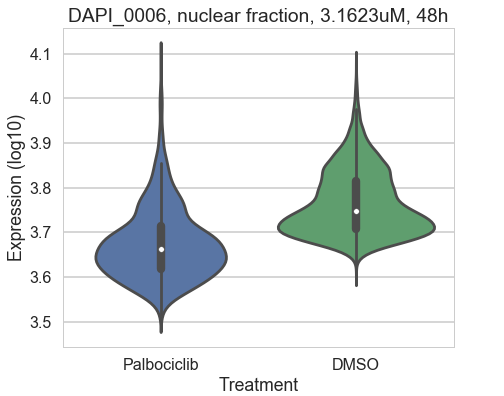 DAPI_0006, nuclear fraction, 3.1623uM, 48h
Expression (log10)
4.1
4.0
3.9
3.8
3.7
3.6
3.5
Palbociclib DMSO
Treatment